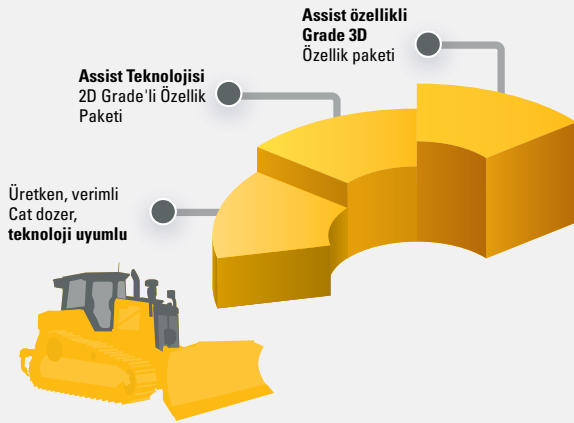 Assist özellikli
Grade 3D
Özellik paketi
Assist Teknolojisi
2D Grade'li Özellik
Paketi
Üretken, verimli
Cat dozer,
teknoloji uyumlu